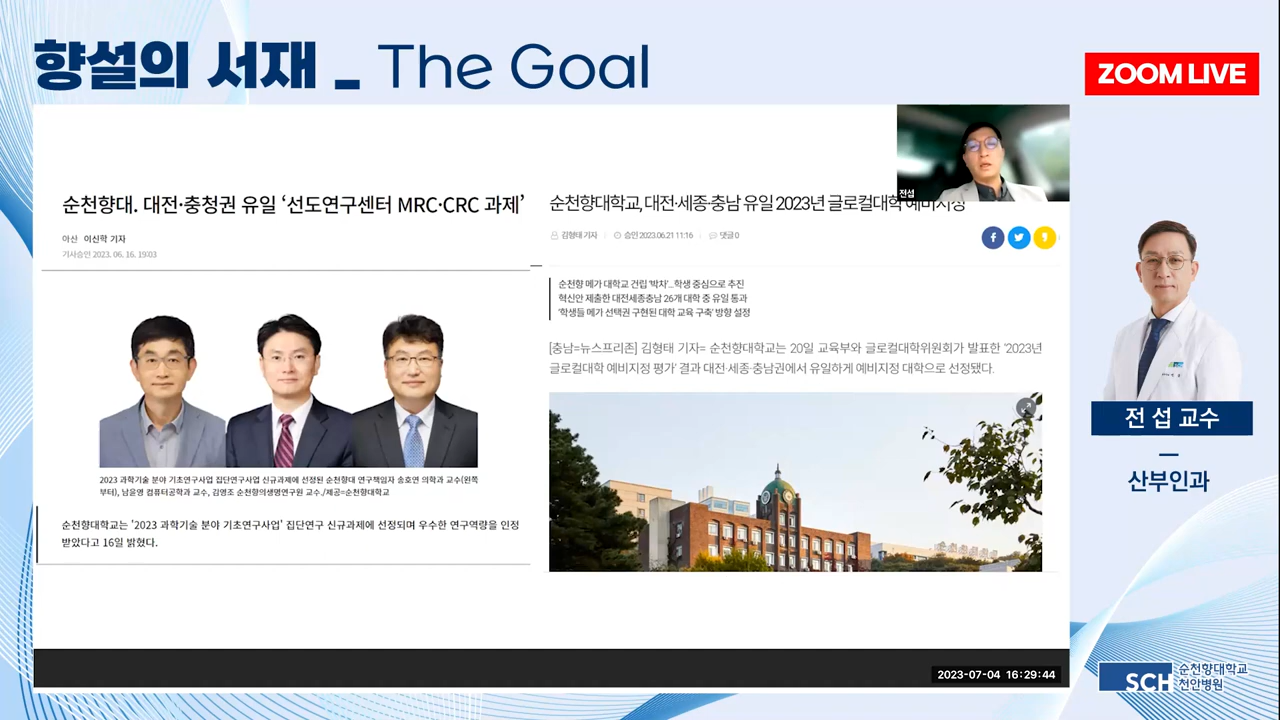 향설의 서재 _ The Goal
ZOOM LIVE
전섭
순천향대. 대전·충청권 유일 ‘선도연구센터 MRC·CRC 과제’
아산 이신학 기자
기사승인 2023. 06. 16. 19:03
2023 과학기술 분야 기초연구사업 집단연구사업 신규과제에 선정된 순천향대 연구책임자 송호연 의학과 교수(왼쪽
부터), 남윤영 컴퓨터공학과 교수, 김영조 순천향의생명연구원 교수./제공=순천향대학교
순천향대학교는 '2023 과학기술 분야 기초연구사업' 집단연구 신규과제에 선정되며 우수한 연구역량을 인정
받았다고 16일 밝혔다.
순천향대학교, 대전·세종·충남 유일 2023년 글로컬대학 예비지정
김형태 기자 승인 2023.06.21 11:16 댓글 0
순천향 메가 대학교 건립 '박차'...학생 중심으로 추진
혁신안 제출한 대전세종충남 26개 대학 중 유일 통과
'학생들 메가 선택권 구현된 대학 교육 구축' 방향 설정
[충남=뉴스프리존] 김형태 기자= 순천향대학교는 20일 교육부와 글로컬대학위원회가 발표한 '2023년
글로컬대학 예비지정 평가' 결과 대전·세종·충남권에서 유일하게 예비지정 대학으로 선정됐다.
2023-07-04 16:29:44
전 섭 교수
산부인과
SCH 순천향대학교
천안병원